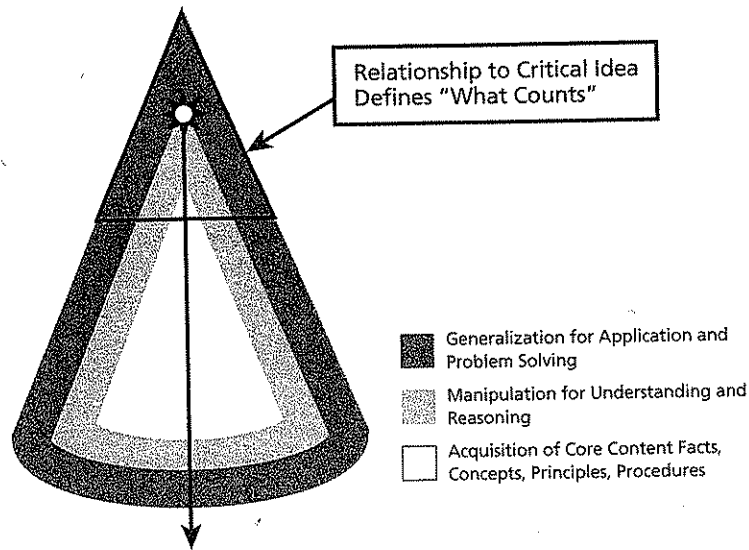 Relationship to Critical Idea
Defines “What Counts”
Generalization for Application and
Problem Solving
Manipulation for Understanding and
Reasoning
Acquisition of Core Content Facts,
Concepts, Principles, Procedures